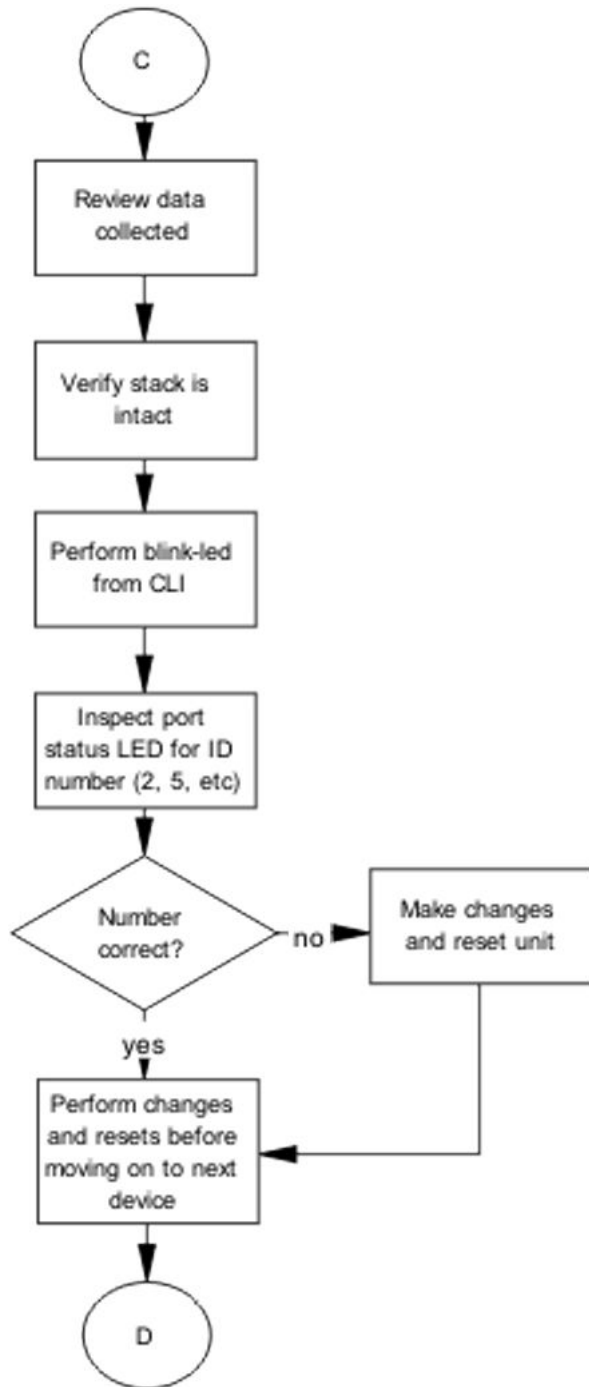 C
Review data
collected
Verify stack is
intact
Perform blink-led
from CLI
Inspect port
status LED for ID
number (2, 5, etc)
Number
correct?
no
Make changes
and reset unit
yes
Perform changes
and resets before
moving on to next
device
D